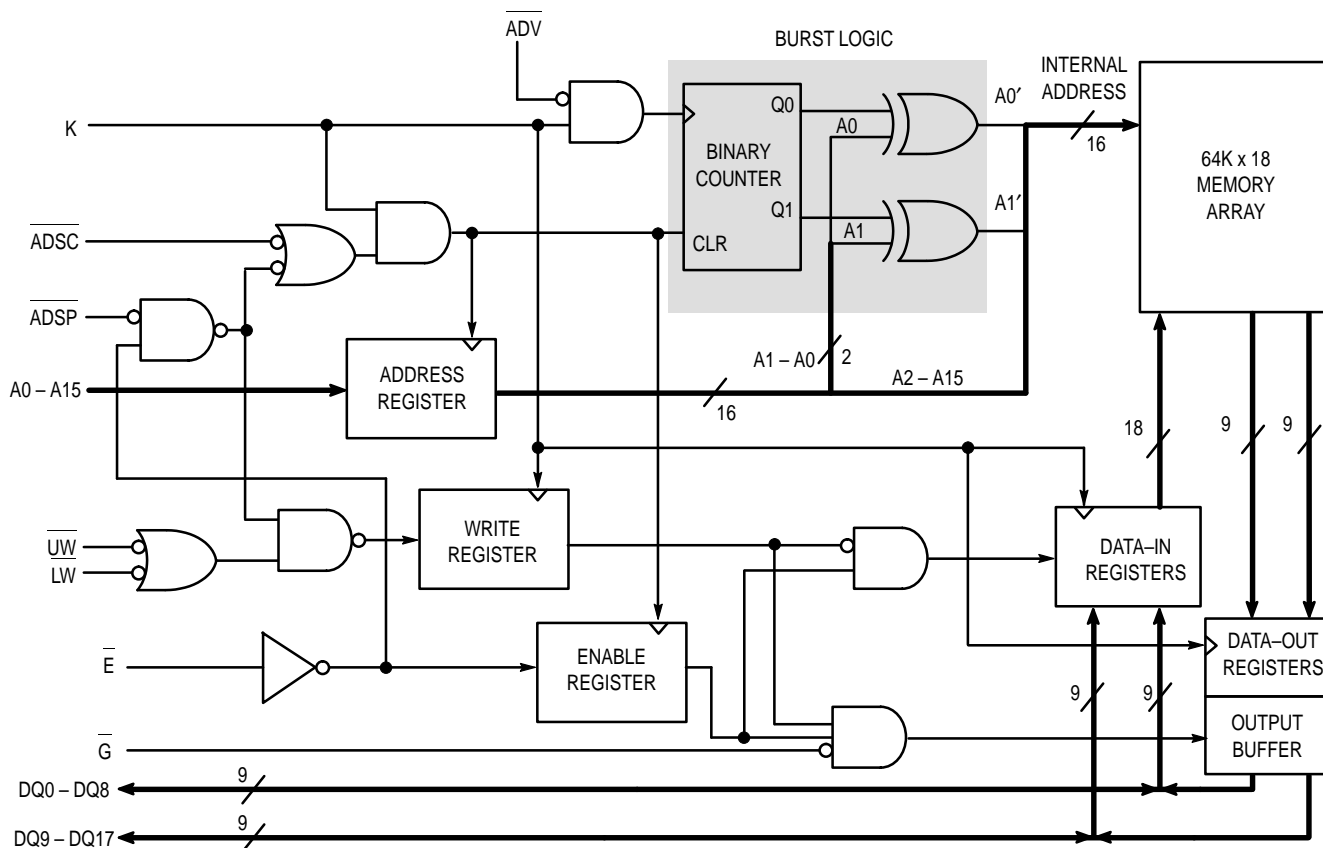 ADV
BURST LOGIC
K
BINARY
COUNTER
Q0
Q1
CLR
A0
A1
A0′
A1′
INTERNAL
ADDRESS
16
64K x 18
MEMORY
ARRAY
ADSC
ADSP
A0 – A15
ADDRESS
REGISTER
16
A1 – A0
2
A2 – A15
18
9
9
UW
LW
WRITE
REGISTER
DATA–IN
REGISTERS
E
ENABLE
REGISTER
9
9
DATA–OUT
REGISTERS
OUTPUT
BUFFER
G
DQ0 – DQ8
9
DQ9 – DQ17
9